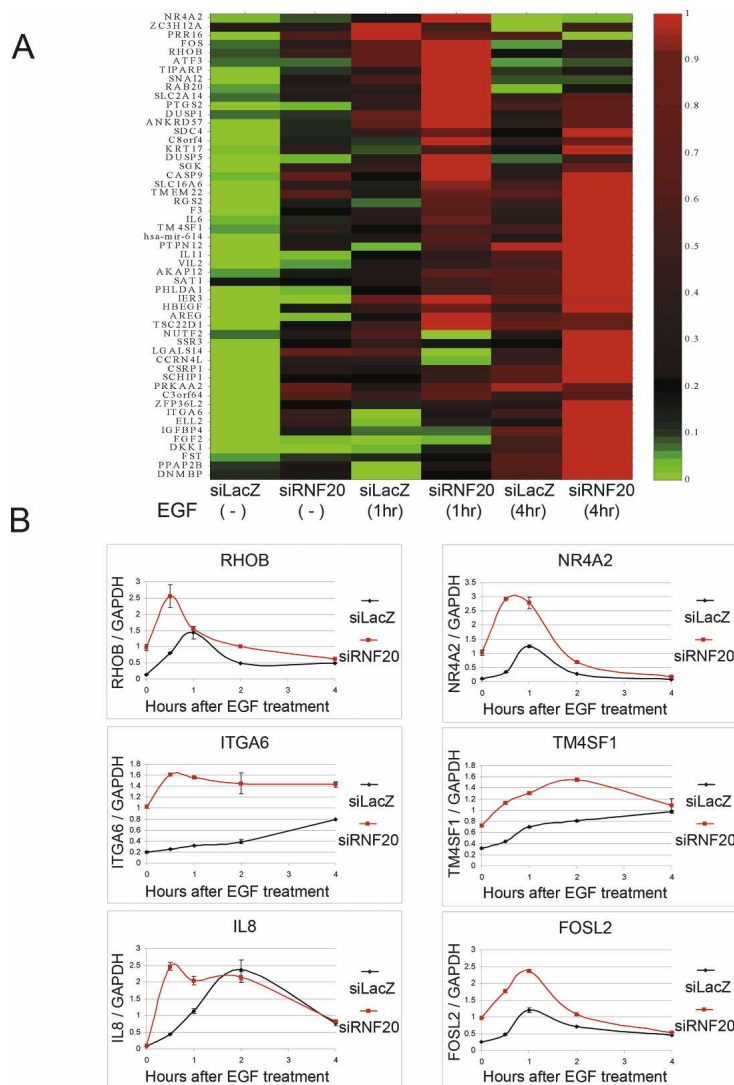 A
NR4A2
ZC3H12A
PRR16
FOS
RHOB
ATF3
TIPARP
SNAI2
RAB20
SLC2A14
PTGS2
DUSP1
ANKRD57
SDC4
C8orf4
KRT17
DUSP5
SGK
CASP9
SLC16A6
TMEM22
RGS2
F3
IL6
TM4SF1
hsa-mir-614
PTPN12
IL11
VIL2
AKAP12
SAT1
PHLDA1
IER3
HBEGF
AREG
TSC22D1
NUTF2
SSR3
LGALS14
CCRN4L
CSRP1
SCHIP1
PRKAA2
C3orf64
ZFP36L2
ITGA6
ELL2
IGFBP4
FGF2
DKK1
FST
PPAP2B
DNMBP
1
0.9
0.8
0.7
0.6
0.5
0.4
0.3
0.2
0.1
0
siLacZ siRNF20 siLacZ siRNF20 siLacZ siRNF20
EGF (-) (-) (1hr) (1hr) (4hr) (4hr)
B
RHOB
RHOB / GAPDH
3
2.5
2
1.5
1
0.5
0
0 1 2 3 4
Hours after EGF treatment
siLacZ
siRNF20
NR4A2
NR4A2 / GAPDH
3.5
3
2.5
2
1.5
1
0.5
0
0 1 2 3 4
Hours after EGF treatment
siLacZ
siRNF20
ITGA6
ITGA6 / GAPDH
1.8
1.6
1.4
1.2
1
0.8
0.6
0.4
0.2
0
0 1 2 3 4
Hours after EGF treatment
siLacZ
siRNF20
TM4SF1
TM4SF1 / GAPDH
1.8
1.6
1.4
1.2
1
0.8
0.6
0.4
0.2
0
0 1 2 3 4
Hours after EGF treatment
siLacZ
siRNF20
IL8
IL8 / GAPDH
3
2.5
2
1.5
1
0.5
0
0 1 2 3 4
Hours after EGF treatment
siLacZ
siRNF20
FOSL2
FOSL2 / GAPDH
3
2.5
2
1.5
1
0.5
0
0 1 2 3 4
Hours after EGF treatment
siLacZ
siRNF20